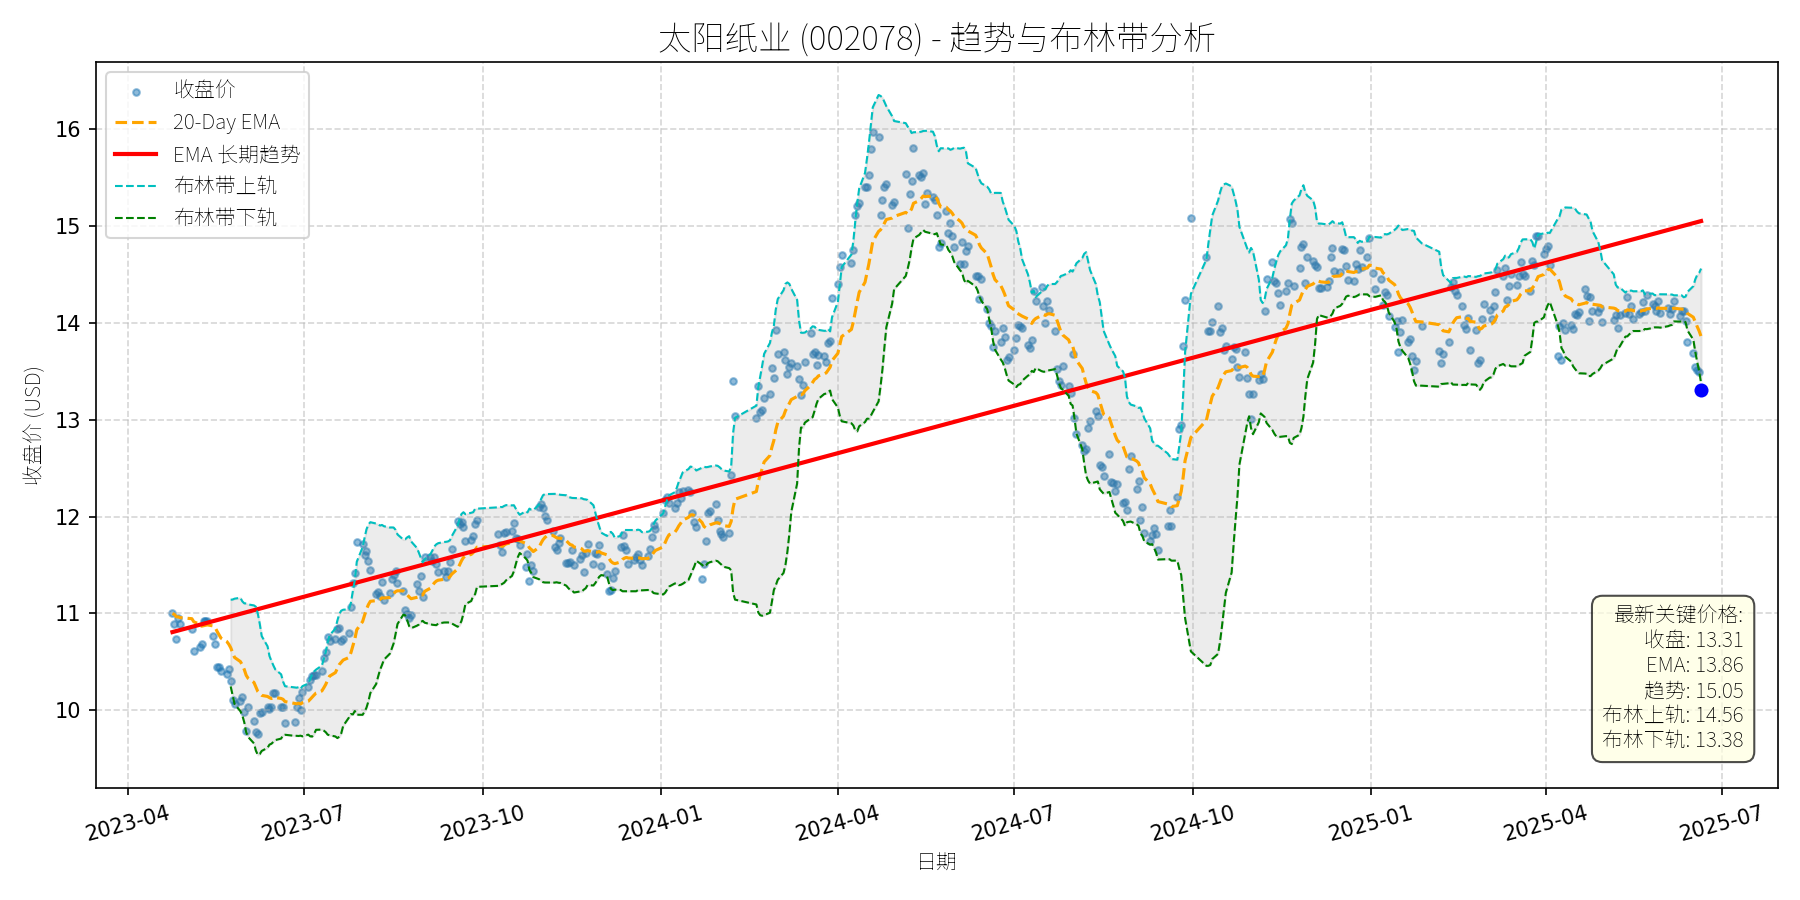 太阳纸业 (002078) - 趋势与布林带分析
收盘价
20-Day EMA
EMA 长期趋势
布林带上轨
布林带下轨
收盘价 (USD)
16
15
14
13
12
11
10
最新关键价格:
收盘: 13.31
EMA: 13.86
趋势: 15.05
布林上轨: 14.56
布林下轨: 13.38
2023-04
2023-07
2023-10
2024-01
2024-04
2024-07
2024-10
2025-01
2025-04
2025-07
日期